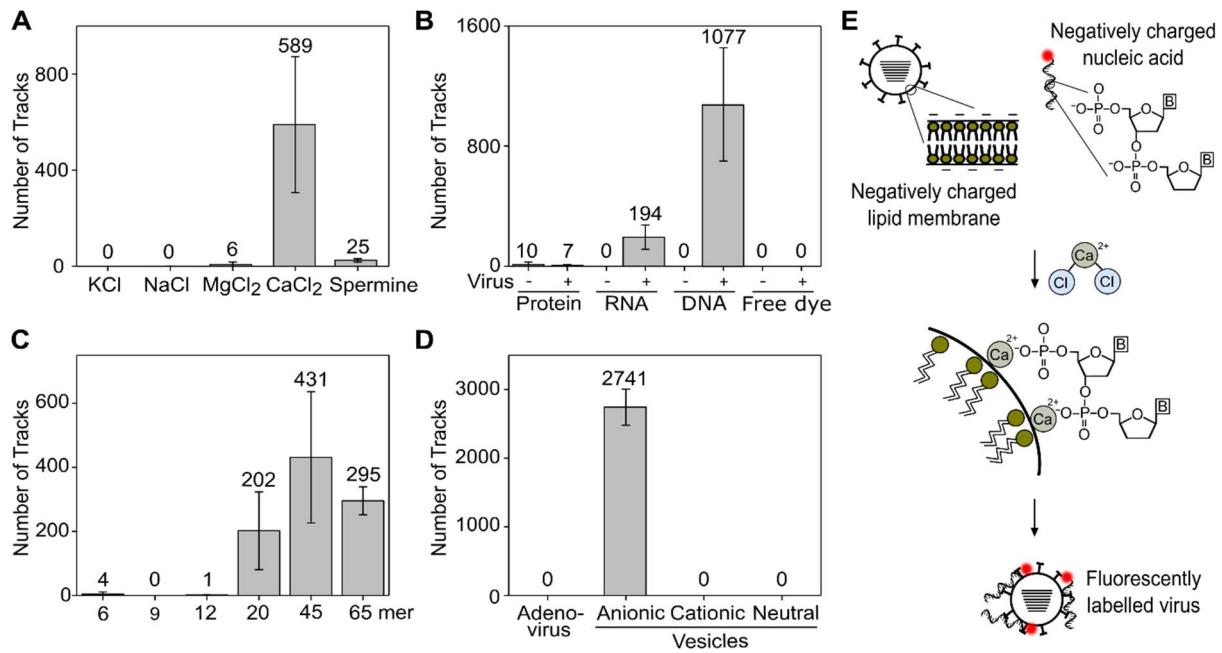 A
Number of Tracks
800
400
0
0
0
6
589
25
KCl NaCl MgCl2 CaCl2 Spermine
B
Number of Tracks
1600
800
0
10
7
0
194
0
1077
0
0
Virus - + - + - + - +
Protein RNA DNA Free dye
C
Number of Tracks
600
400
200
0
4
0
1
202
431
295
6 9 12 20 45 65 mer
D
Number of Tracks
3000
2000
1000
0
0
2741
0
0
Adeno-
virus
Anionic Cationic Neutral
Vesicles
E
Negatively charged
nucleic acid
Negatively charged
lipid membrane
O
-O-P-O
O
O
B
O
-O-P-O
O
O
B
Ca 2+
Cl Cl
O
Ca 2+ -O-P-O
O
O
B
O
Ca 2+ -O-P-O
O
O
B
Fluorescently
labelled virus